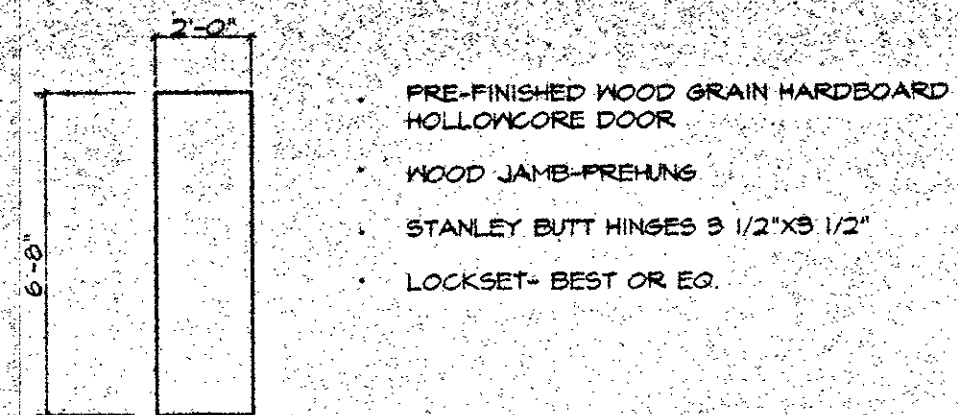 2'-0"
6'-8"
• PRE-FINISHED WOOD GRAIN HARDBOARD
HOLLOWCORE DOOR
• WOOD JAMB-PREHUNG
• STANLEY BUTT HINGES 3 1/2"X3 1/2"
• LOCKSET- BEST OR EQ.